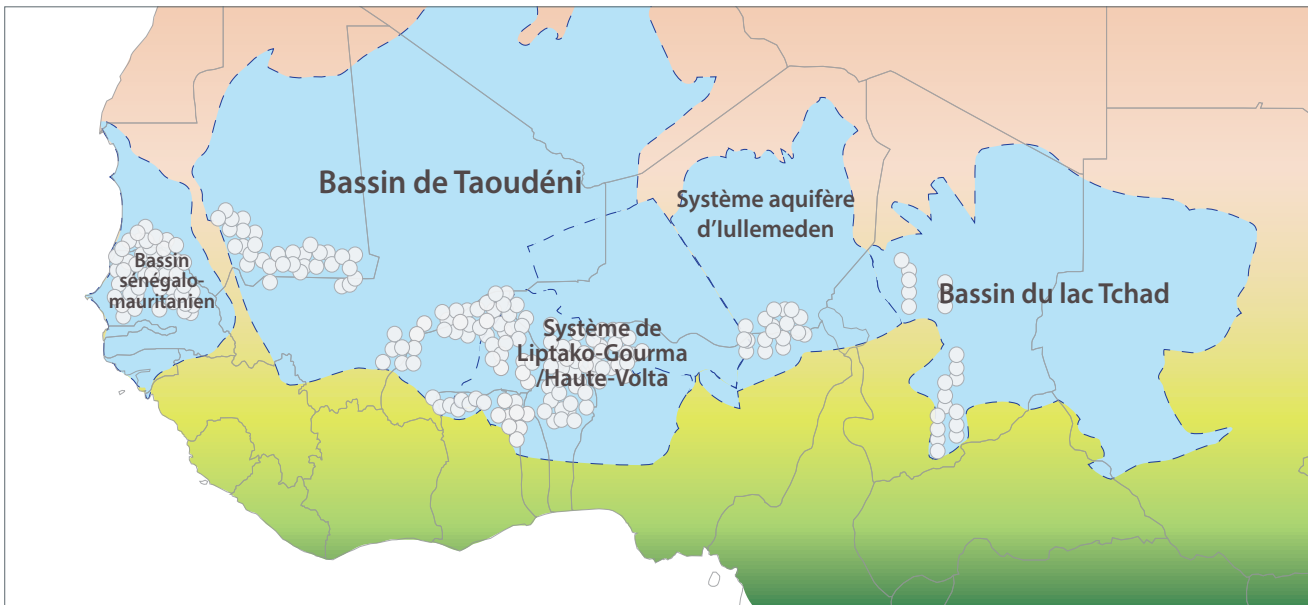 Bassin de Taoudéni
Système aquifère
d'Iullemeden
Bassin
sénégalo-
mauritanien
Bassin du lac Tchad
Système de
Liptako-Gourma
/Haute-Volta